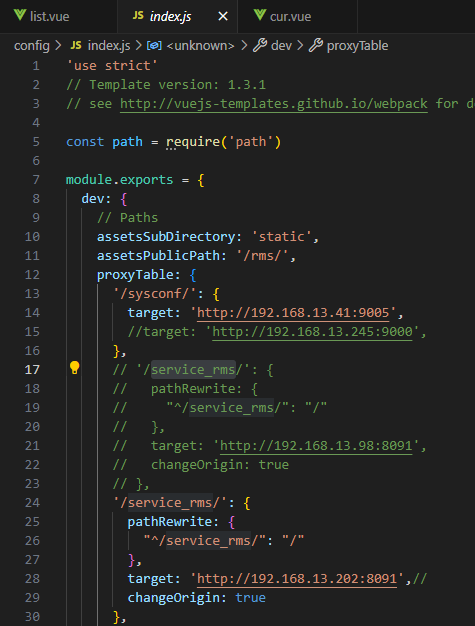 list.vue JS index.js × cur.vue
config > JS index.js > <unknown> > dev > proxyTable
1 'use strict'
2 // Template version: 1.3.1
3 // see http://vuejs-templates.github.io/webpack for d
4
5 const path = require('path')
6
7 module.exports = {
8 dev: {
9 // Paths
10 assetsSubDirectory: 'static',
11 assetsPublicPath: '/rms/',
12 proxyTable: {
13 '/sysconf/': {
14 target: 'http://192.168.13.41:9005',
15 //target: 'http://192.168.13.245:9000',
16 },
17 // '/service_rms/': {
18 // pathRewrite: {
19 // "^/service_rms/": "/"
20 // },
21 // target: 'http://192.168.13.98:8091',
22 // changeOrigin: true
23 // },
24 '/service_rms/': {
25 pathRewrite: {
26 "^/service_rms/": "/"
27 },
28 target: 'http://192.168.13.202:8091',//
29 changeOrigin: true
30 },